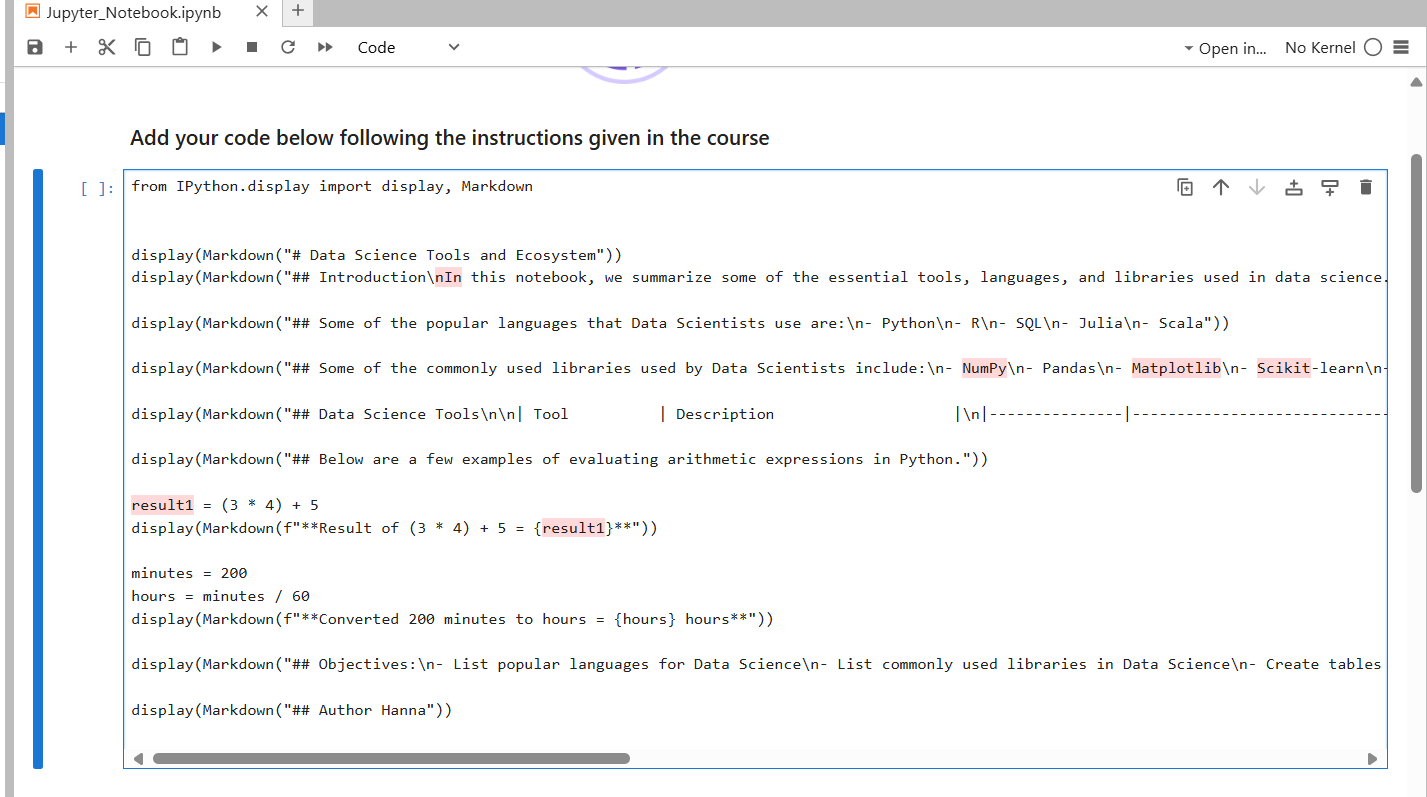 Jupyter_Notebook.ipynb
Code
Open in...
No Kernel
Add your code below following the instructions given in the course
[ ]:
from IPython.display import display, Markdown
display(Markdown("# Data Science Tools and Ecosystem"))
display(Markdown("## Introduction\nIn this notebook, we summarize some of the essential tools, languages, and libraries used in data science.
display(Markdown("## Some of the popular languages that Data Scientists use are:\n- Python\n- R\n- SQL\n- Julia\n- Scala"))
display(Markdown("## Some of the commonly used libraries used by Data Scientists include:\n- NumPy\n- Pandas\n- Matplotlib\n- Scikit-learn\n-
display(Markdown("## Data Science Tools\n\n| Tool          | Description                    |\n|---------------|-----------------------------
display(Markdown("## Below are a few examples of evaluating arithmetic expressions in Python."))
result1 = (3 * 4) + 5
display(Markdown(f"**Result of (3 * 4) + 5 = {result1}**"))
minutes = 200
hours = minutes / 60
display(Markdown(f"**Converted 200 minutes to hours = {hours} hours**"))
display(Markdown("## Objectives:\n- List popular languages for Data Science\n- List commonly used libraries in Data Science\n- Create tables
display(Markdown("## Author Hanna"))